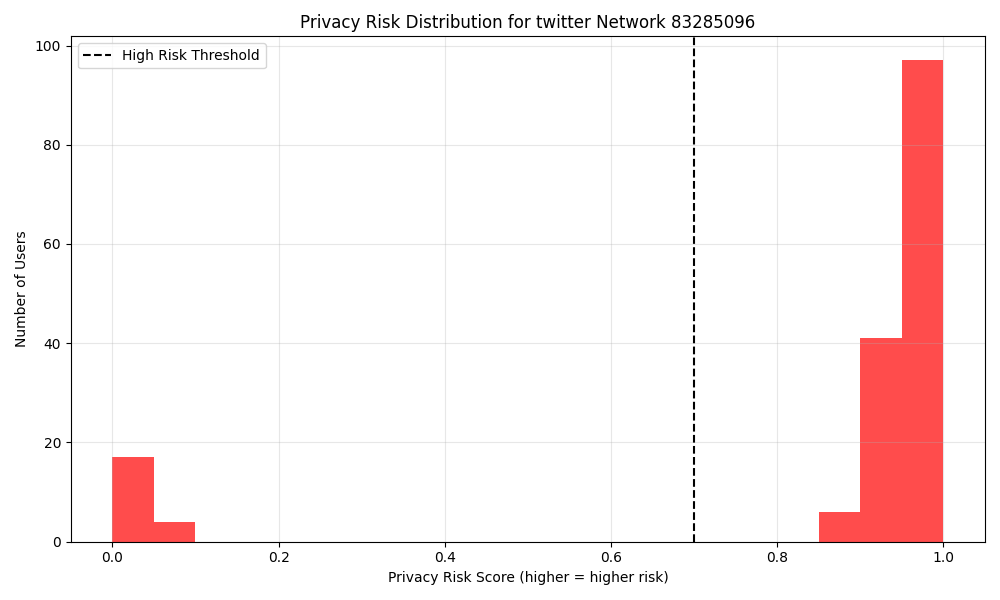 Privacy Risk Distribution for twitter Network 83285096
High Risk Threshold
Number of Users
100
80
60
40
20
0
0.0 0.2 0.4 0.6 0.8 1.0
Privacy Risk Score (higher = higher risk)